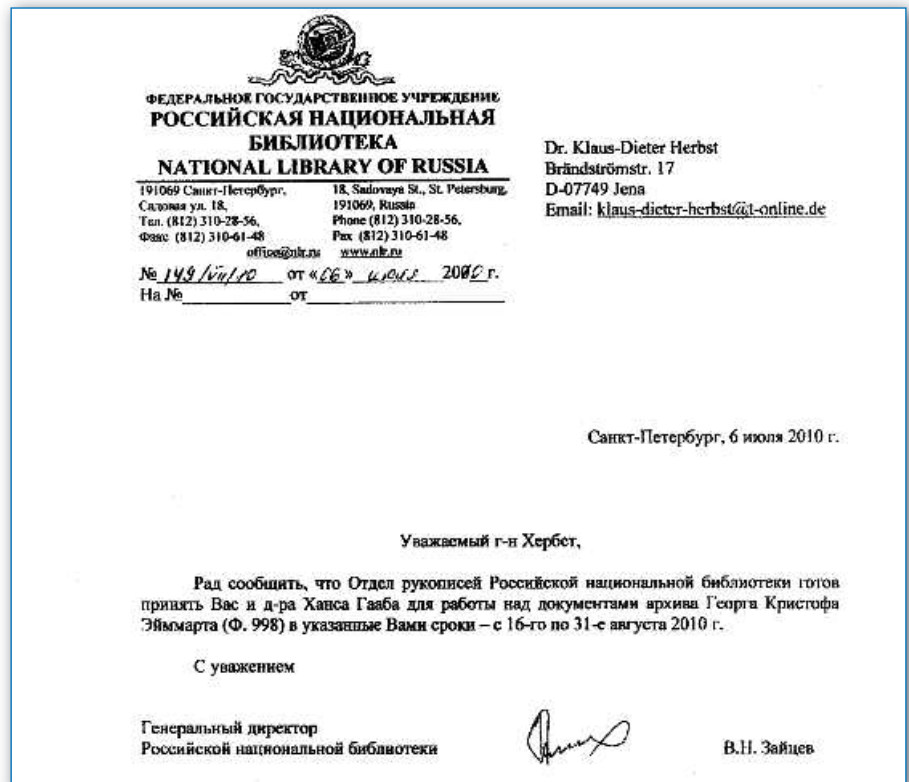 ФЕДЕРАЛЬНОЕ ГОСУДАРСТВЕННОЕ УЧРЕЖДЕНИЕ
РОССИЙСКАЯ НАЦИОНАЛЬНАЯ
БИБЛИОТЕКА
NATIONAL LIBRARY OF RUSSIA
191069 Санкт-Петербург,
Садовая ул. 18,
Тел. (812) 310-28-56,
Факс (812) 310-61-48
18, Sadovaya St., St. Petersburg,
191069, Russia
Phone (812) 310-28-56,
Fax (812) 310-61-48
office@nlr.ru www.nlr.ru
№ 149/VII/10 от «06» июля 2010 г.
На № от
Dr. Klaus-Dieter Herbst
Brändströmstr. 17
D-07749 Jena
Email: klaus-dieter-herbst@t-online.de
Санкт-Петербург, 6 июля 2010 г.
Уважаемый г-н Хербст,
Рад сообщить, что Отдел рукописей Российской национальной библиотеки готов
принять Вас и д-ра Ханса Гааба для работы над документами архива Георга Кристофа
Эйммарта (Ф. 998) в указанные Вами сроки – с 16-го по 31-е августа 2010 г.
С уважением
Генеральный директор
Российской национальной библиотеки
В.Н. Зайцев